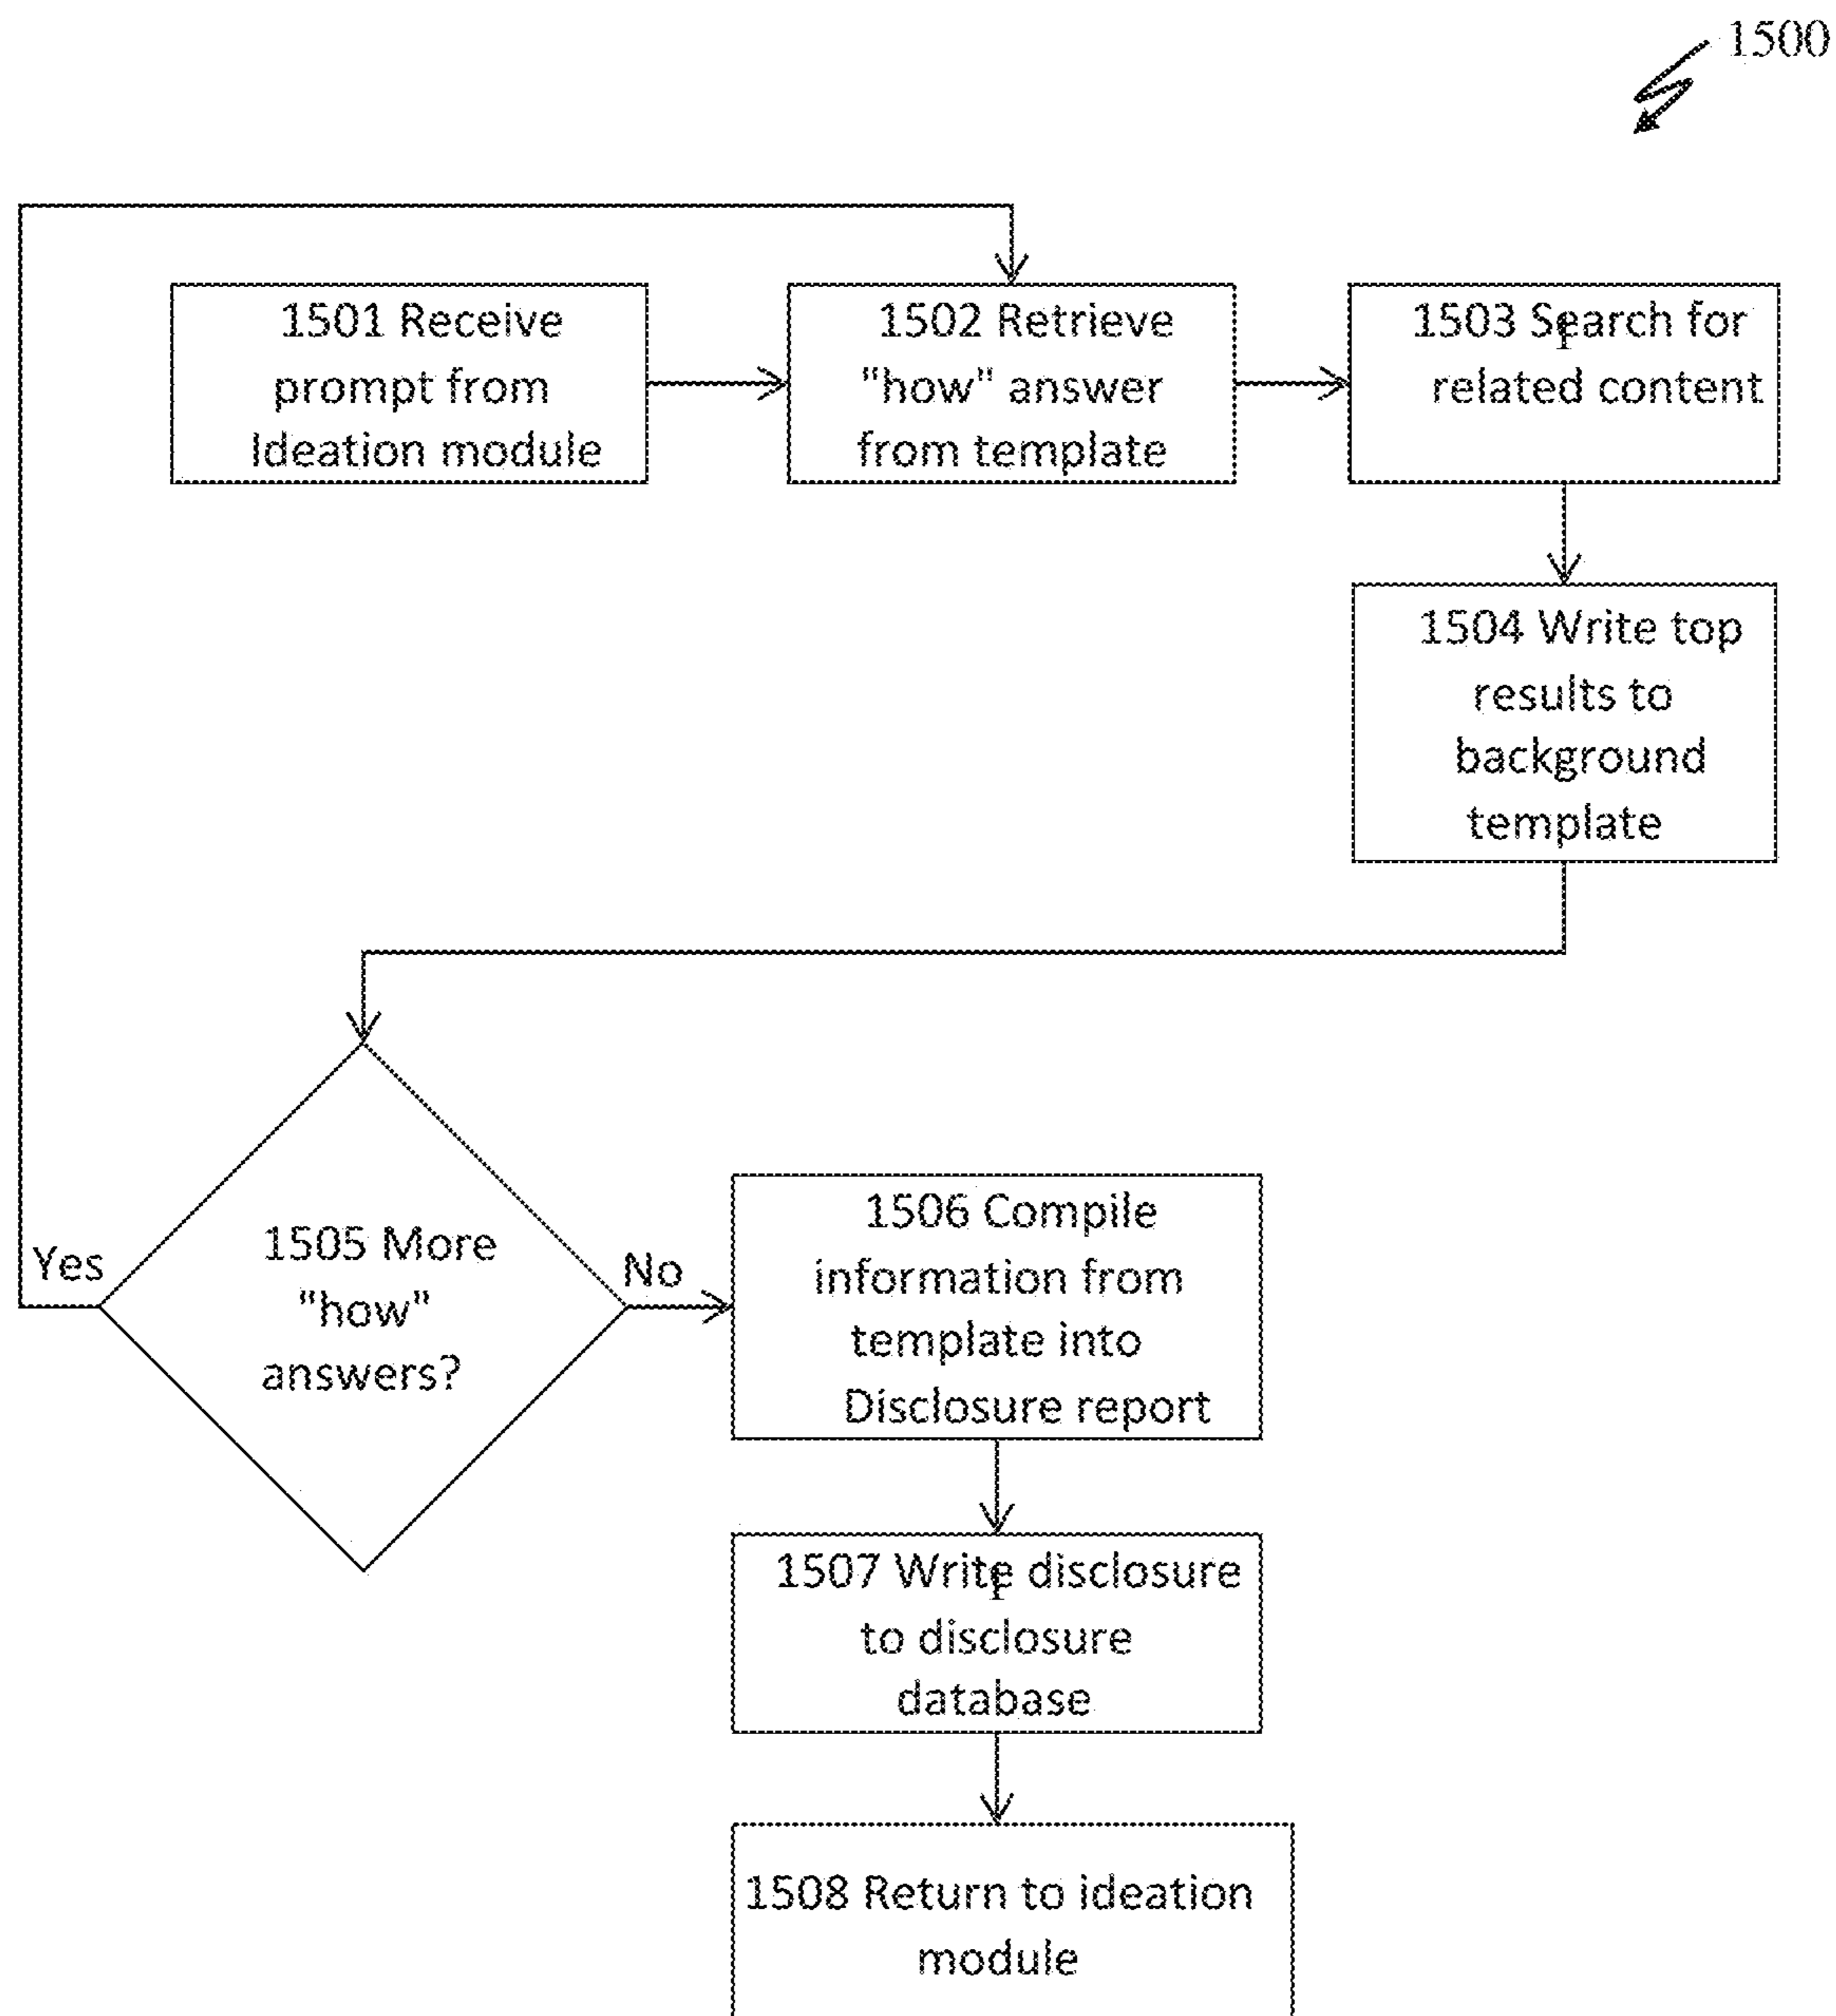 1500
1501 Receive
prompt from
Ideation module
1502 Retrieve
"how" answer
from template
1503 Search for
related content
1504 Write top
results to
background
template
1505 More
"how"
answers?
Yes
No
1506 Compile
information from
template into
Disclosure report
1507 Write disclosure
to disclosure
database
1508 Return to ideation
module